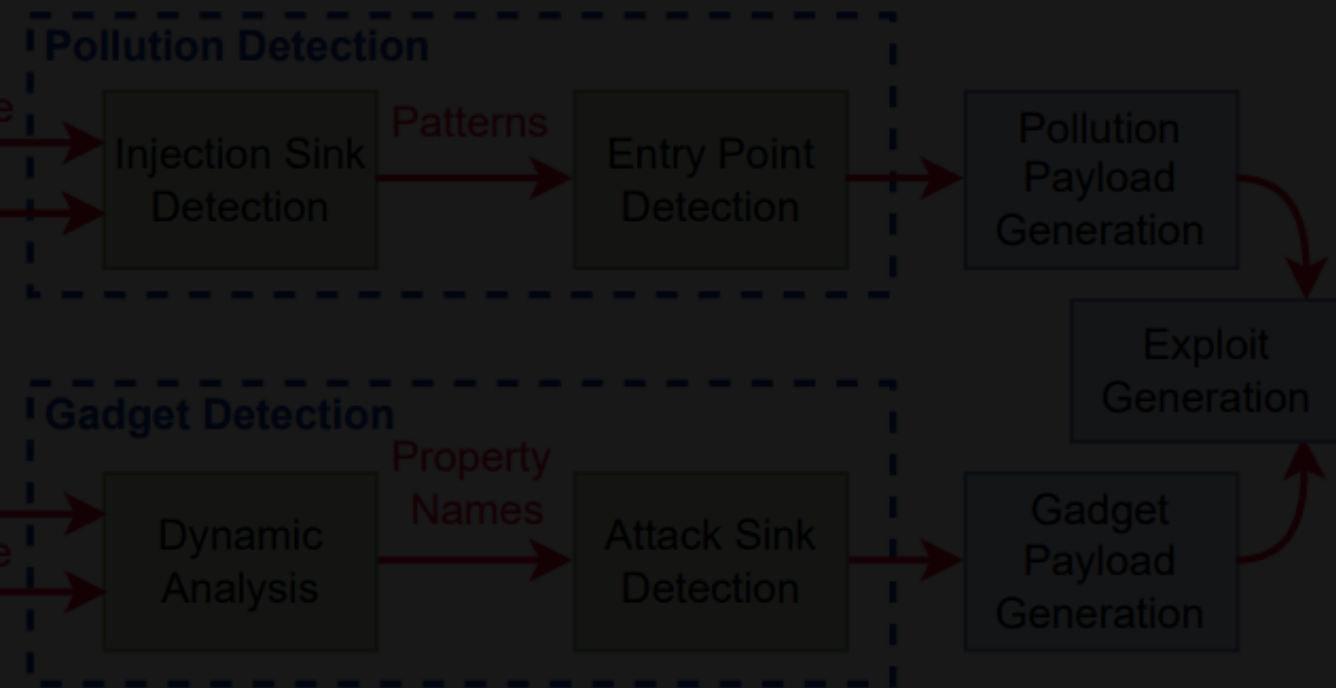 Pollution Detection
e
Injection Sink
Detection
Patterns
Entry Point
Detection
Pollution
Payload
Generation
Exploit
Generation
Gadget Detection
e
Dynamic
Analysis
Property
Names
Attack Sink
Detection
Gadget
Payload
Generation